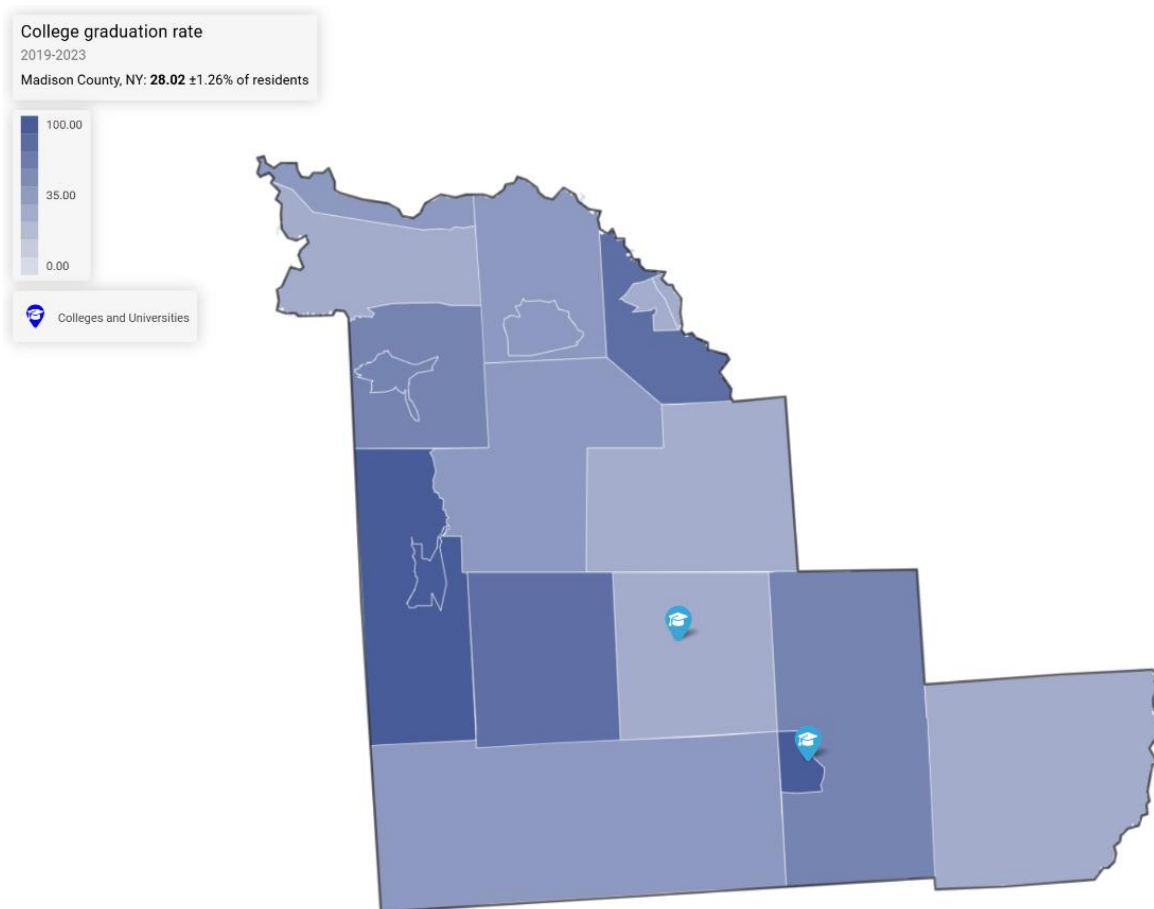 College graduation rate
2019-2023
Madison County, NY: 28.02 ±1.26% of residents
100.00
35.00
0.00
Colleges and Universities